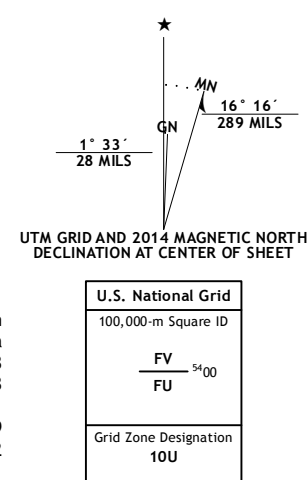 MN
GN
16° 16´
289 MILS
1° 33´
28 MILS
UTM GRID AND 2014 MAGNETIC NORTH
DECLINATION AT CENTER OF SHEET
U.S. National Grid
100,000-m Square ID
FV
5400
FU
Grid Zone Designation
10U